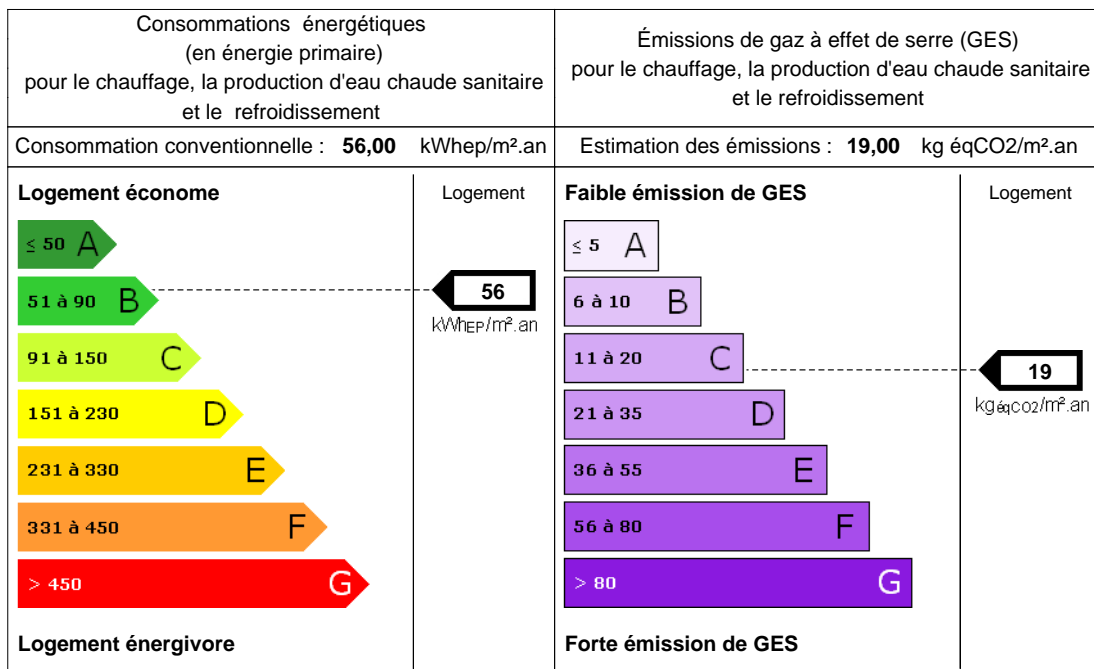 Consommations énergétiques
(en énergie primaire)
pour le chauffage, la production d'eau chaude sanitaire
et le refroidissement
Émissions de gaz à effet de serre (GES)
pour le chauffage, la production d'eau chaude sanitaire
et le refroidissement
Consommation conventionnelle : 56,00 kWhep/m².an
Estimation des émissions : 19,00 kg éqCO2/m².an
Logement économe
Logement
≤ 50 A
51 à 90 B
91 à 150 C
151 à 230 D
231 à 330 E
331 à 450 F
> 450 G
Logement énergivore
56
kWhEP/m².an
Faible émission de GES
Logement
≤ 5 A
6 à 10 B
11 à 20 C
21 à 35 D
36 à 55 E
56 à 80 F
> 80 G
Forte émission de GES
19
kgéqCO2/m².an